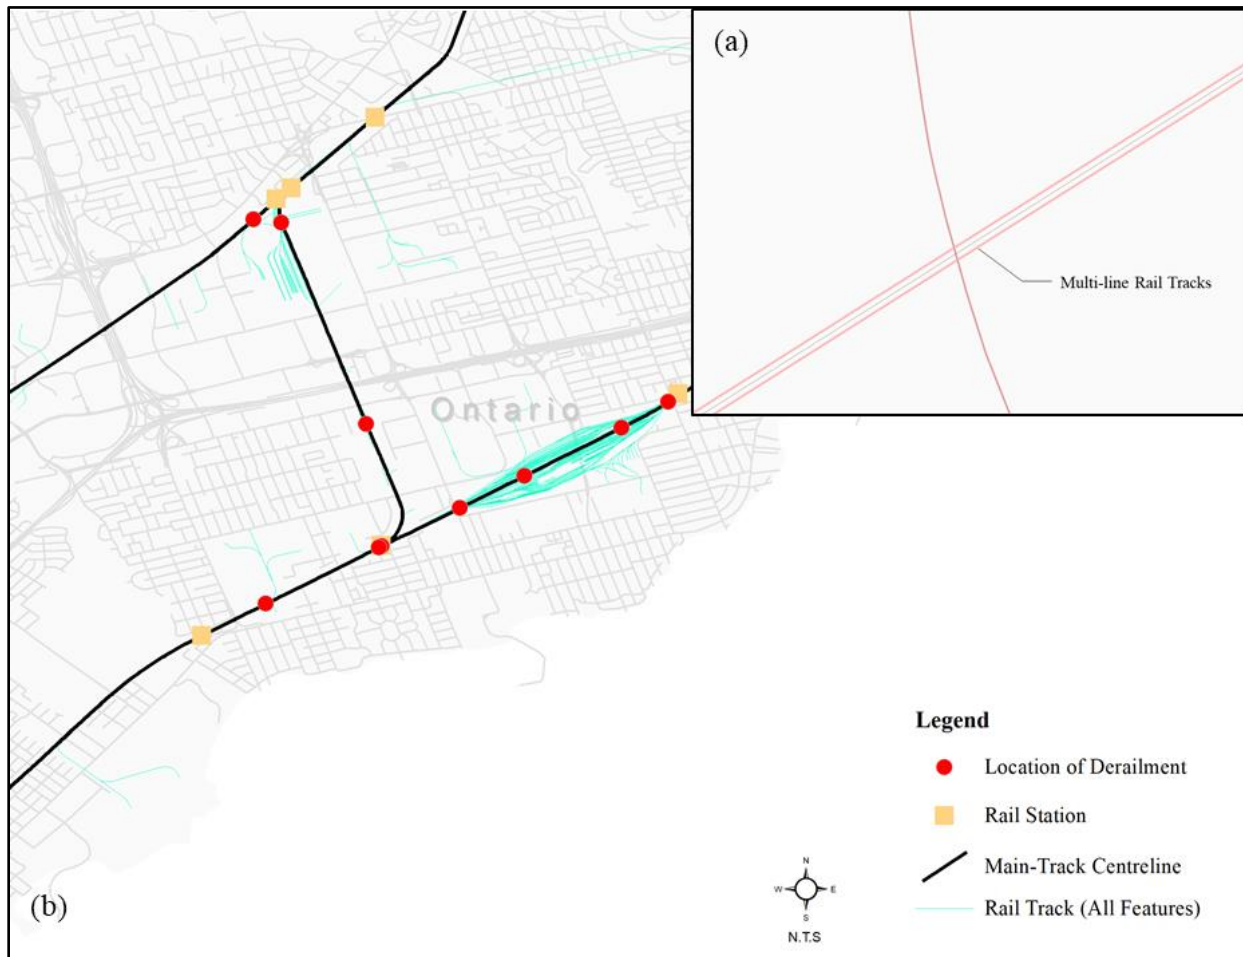 (a)
Multi-line Rail Tracks
Ontario
Legend
Location of Derailment
Rail Station
Main-Track Centreline
Rail Track (All Features)
N
W E
S
N.T.S
(b)